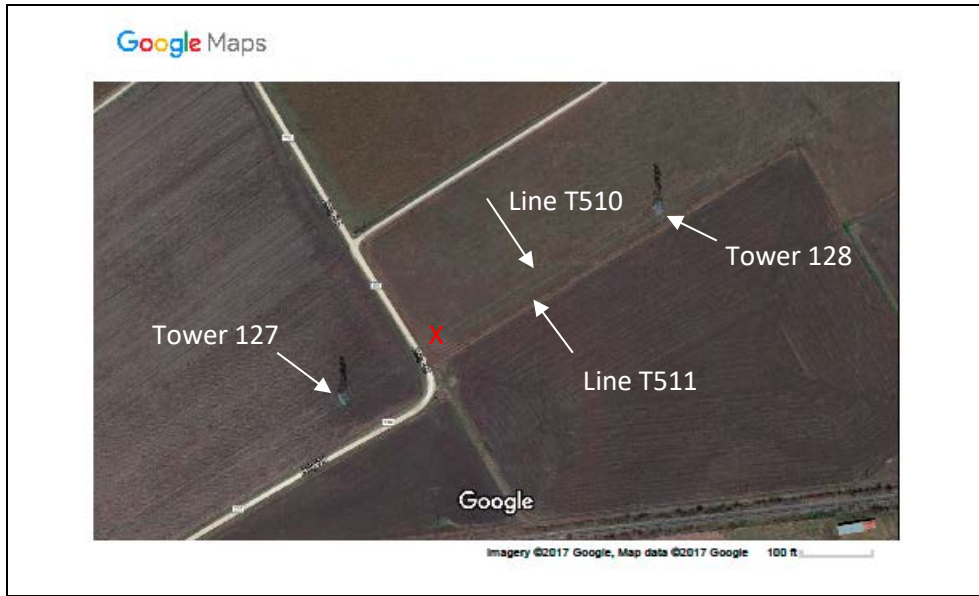 Google Maps
Line T510
Tower 128
Tower 127
X
Line T511
Google
Imagery ©2017 Google, Map data ©2017 Google 100 ft